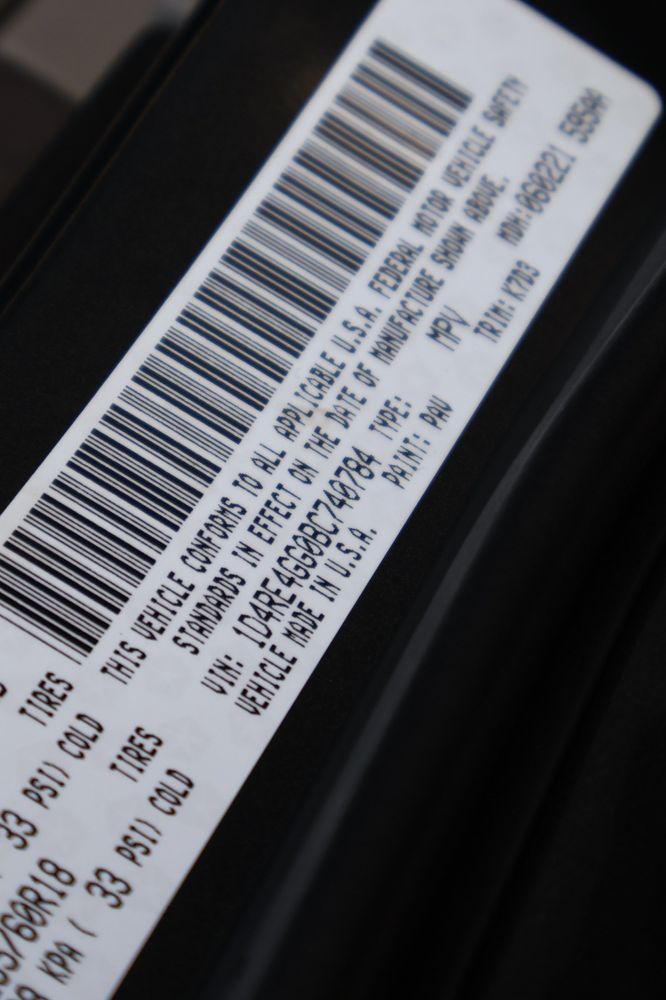 THIS VEHICLE CONFORMS TO ALL APPLICABLE U.S.A. FEDERAL MOTOR VEHICLE SAFETY
STANDARDS IN EFFECT ON THE DATE OF MANUFACTURE SHOWN ABOVE.
VIN: 1D4RE4GG0BC740784 TYPE: MPV MDH: 060221 595AA
VEHICLE MADE IN U.S.A. PAINT: PAU TRIM: K7D3
TIRES
33 PSI) COLD
TIRES
/60R18
KPA ( 33 PSI) COLD